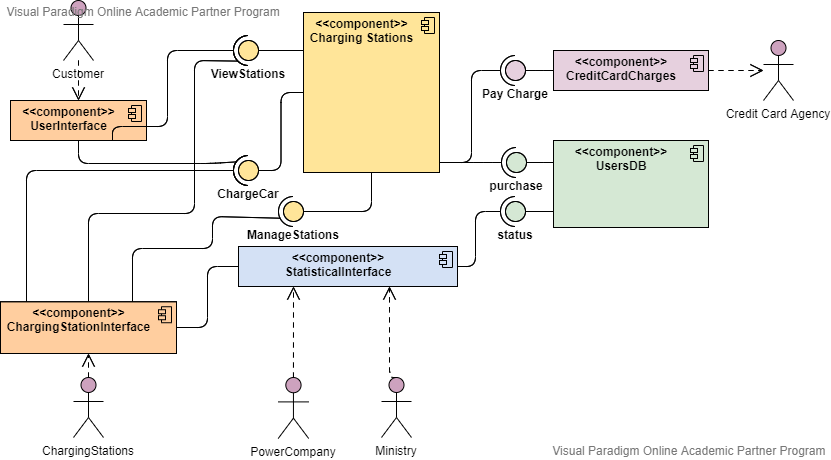 Visual Paradigm Online Academic Partner Program
Customer
<<component>>
UserInterface
ViewStations
<<component>>
Charging Stations
Pay Charge
<<component>>
CreditCardCharges
Credit Card Agency
ChargeCar
purchase
<<component>>
UsersDB
ManageStations
status
<<component>>
StatisticalInterface
<<component>>
ChargingStationInterface
ChargingStations
PowerCompany
Ministry
Visual Paradigm Online Academic Partner Program